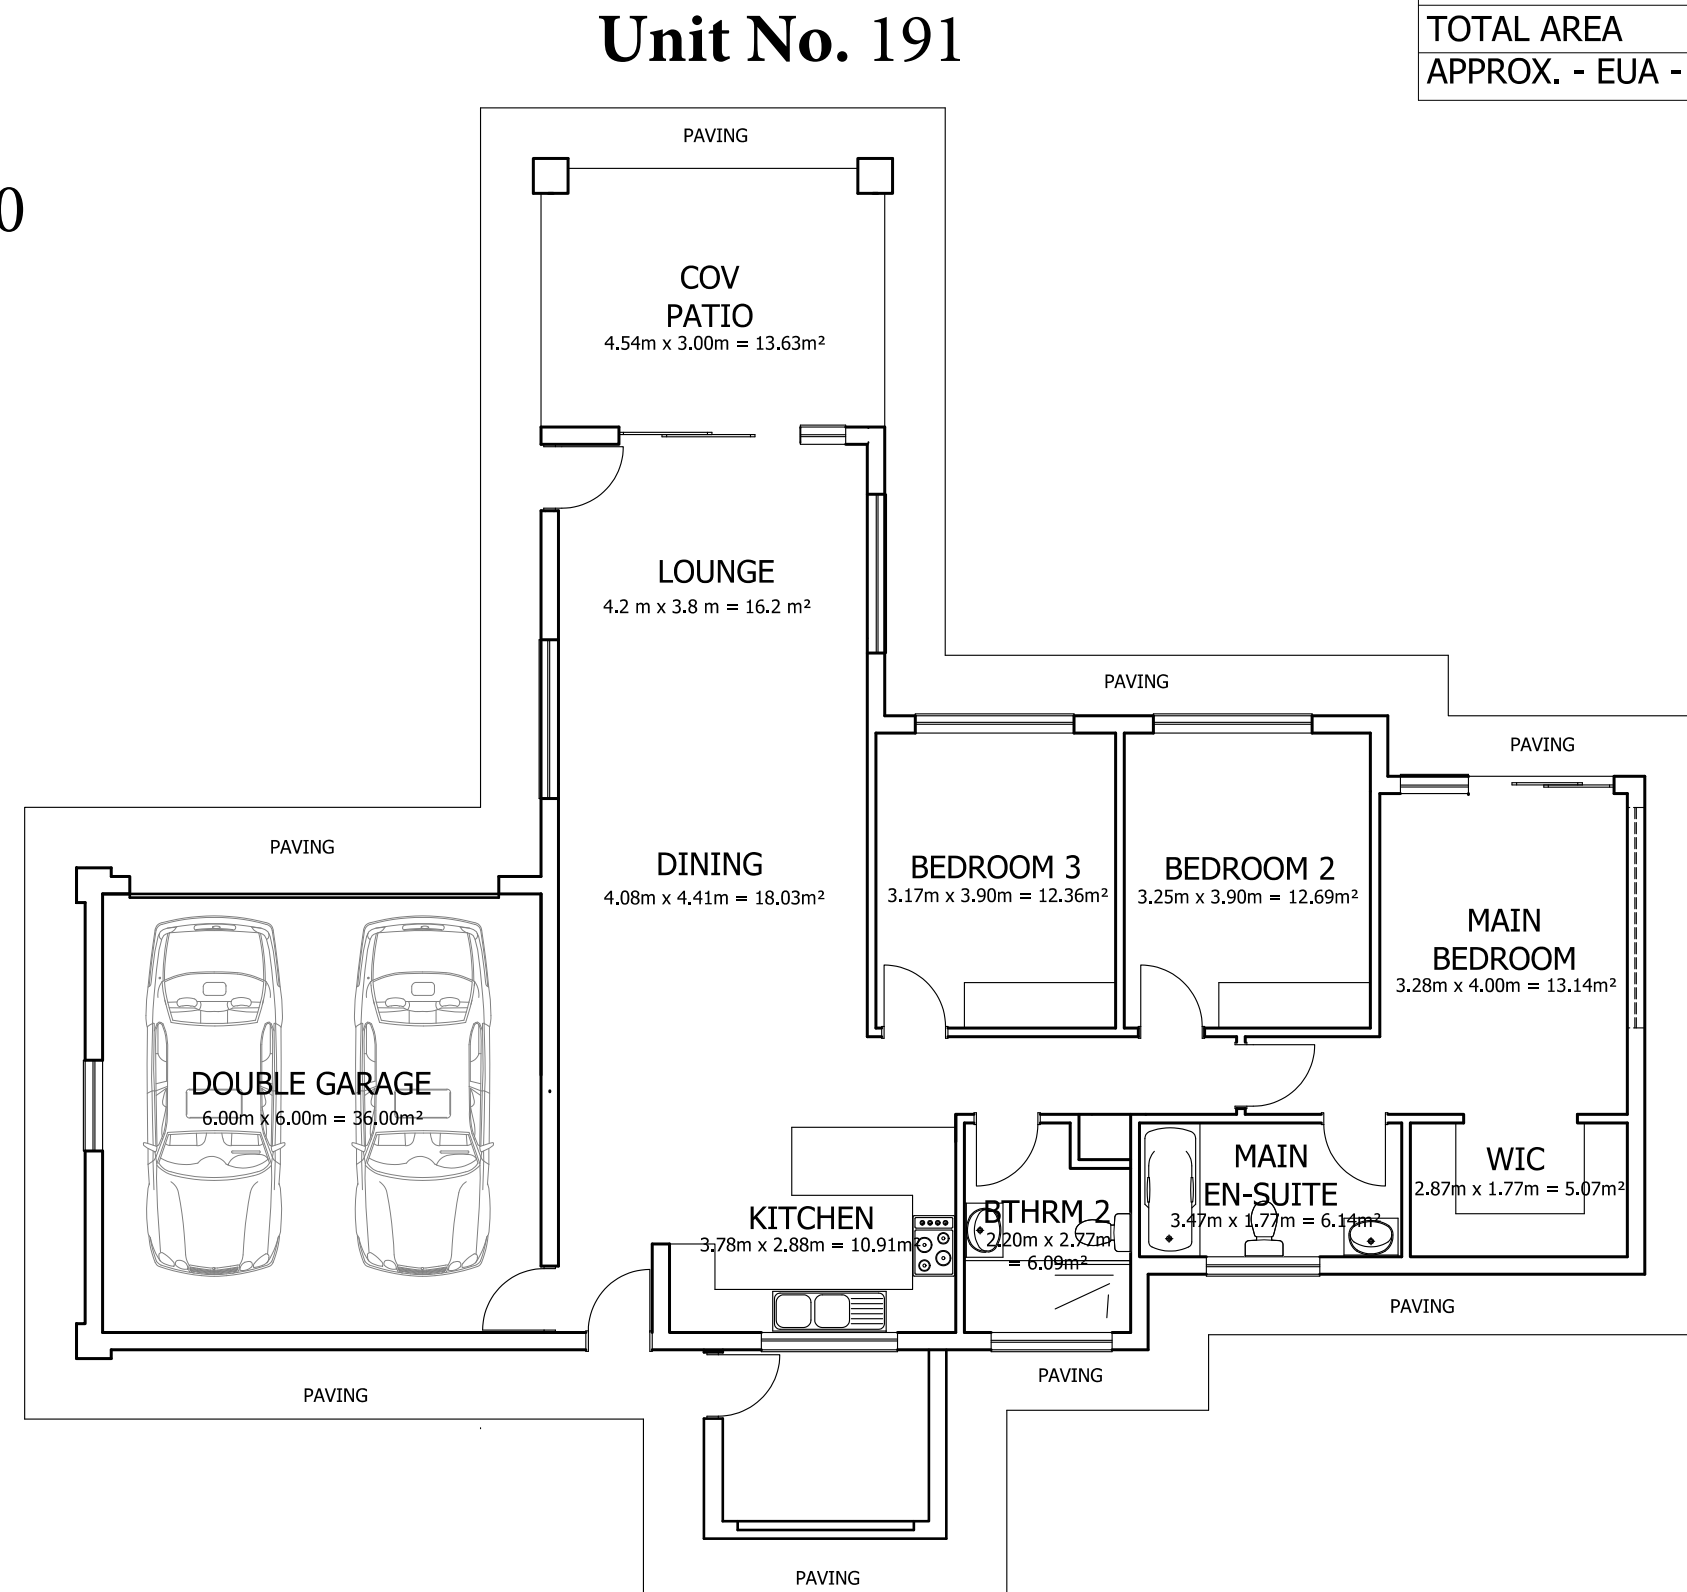 Unit No. 191
TOTAL AREA
APPROX. - EUA -
0
PAVING
COV
PATIO
4.54m x 3.00m = 13.63m²
LOUNGE
4.2 m x 3.8 m = 16.2 m²
PAVING
PAVING
PAVING
DINING
4.08m x 4.41m = 18.03m²
BEDROOM 3
3.17m x 3.90m = 12.36m²
BEDROOM 2
3.25m x 3.90m = 12.69m²
MAIN
BEDROOM
3.28m x 4.00m = 13.14m²
DOUBLE GARAGE
6.00m x 6.00m = 36.00m²
KITCHEN
3.78m x 2.88m = 10.91m²
BTHRM 2
2.20m x 2.77m
= 6.09m²
MAIN
EN-SUITE
3.47m x 1.77m = 6.14m²
WIC
2.87m x 1.77m = 5.07m²
PAVING
PAVING
PAVING
PAVING